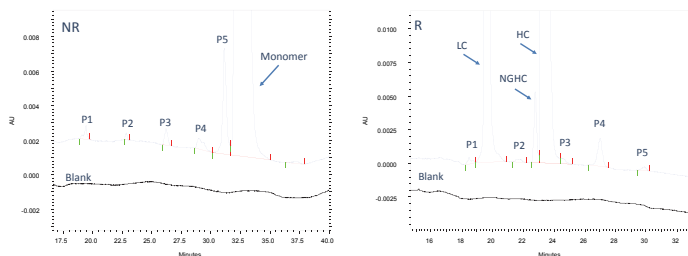 NR
0.008
0.006
0.004
0.002
0.000
-0.002
AU
P1
P2
P3
P4
P5
Monomer
Blank
17.5 20.0 22.5 25.0 27.5 30.0 32.5 35.0 37.5 40.0
Minutes
R
0.0100
0.0075
0.0050
0.0025
0.0000
-0.0025
AU
LC
HC
NGHC
P1
P2
P3
P4
P5
Blank
16 18 20 22 24 26 28 30 32
Minutes